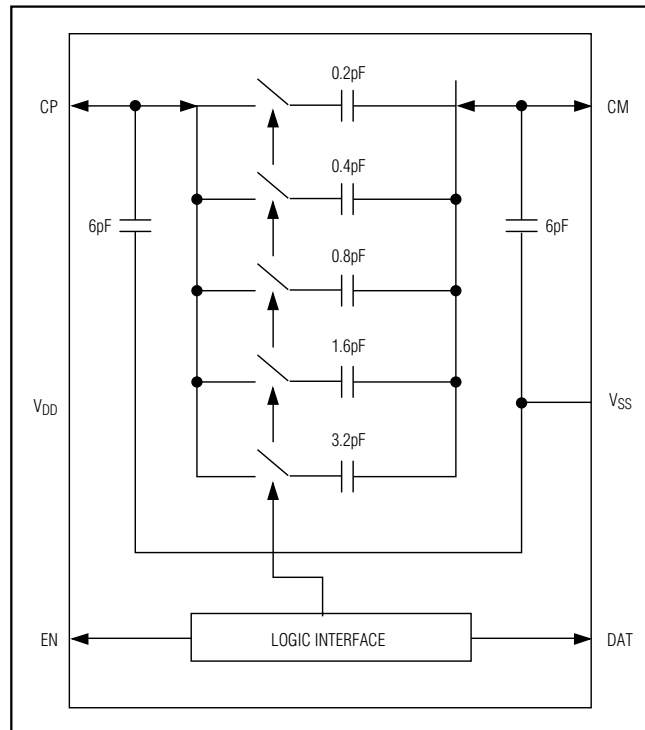 0.2pF
CP
CM
0.4pF
6pF
6pF
0.8pF
1.6pF
VDD
VSS
3.2pF
EN
LOGIC INTERFACE
DAT